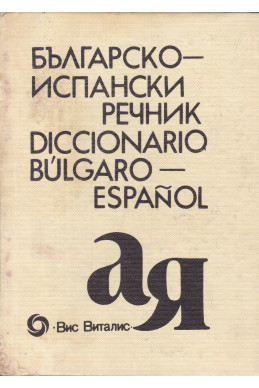 БЪЛГАРСКО—
ИСПАНСКИ
РЕЧНИК
DICCIONARIO
BÚLGARO—
ESPAÑOL
ая
·Вис Виталис·